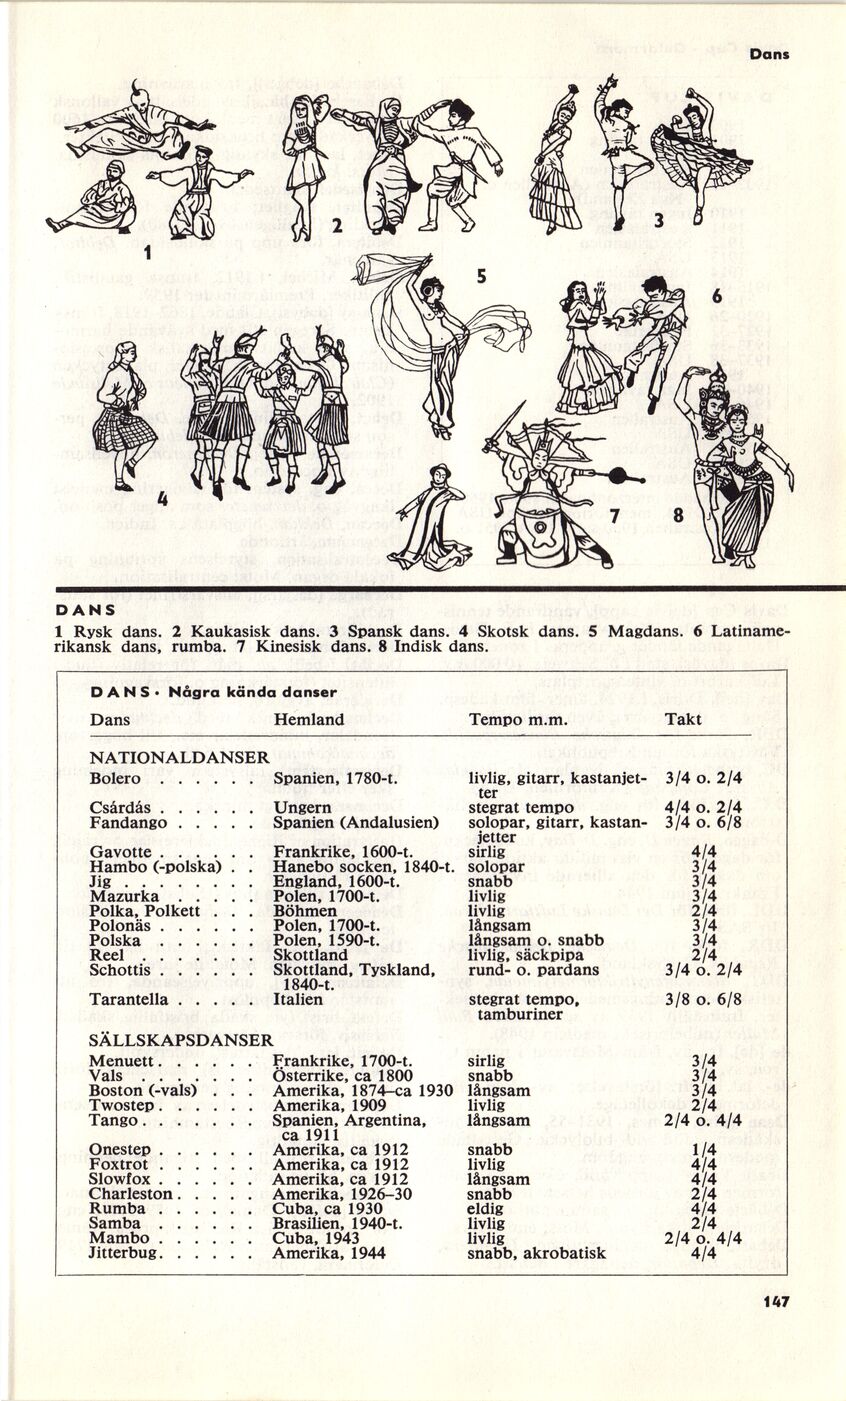 Dans
1
2
3
4
5
6
7
8
DANS
1 Rysk dans. 2 Kaukasisk dans. 3 Spansk dans. 4 Skotsk dans. 5 Magdans. 6 Latiname-
rikansk dans, rumba. 7 Kinesisk dans. 8 Indisk dans.
DANS · Några kända danser
Dans Hemland Tempo m.m. Takt
NATIONALDANSER
Bolero . . . . . . Spanien, 1780-t. livlig, gitarr, kastanjet- 3/4 o. 2/4
ter
Csárdás . . . . . . Ungern stegrat tempo 4/4 o. 2/4
Fandango . . . . . Spanien (Andalusien) solopar, gitarr, kastan- 3/4 o. 6/8
jetter
Gavotte . . . . . . Frankrike, 1600-t. sirlig 4/4
Hambo (-polska) . . Hanebo socken, 1840-t. solopar 3/4
Jig . . . . . . . . England, 1600-t. snabb 3/4
Mazurka . . . . . Polen, 1700-t. livlig 3/4
Polka, Polkett . . . Böhmen livlig 2/4
Polonäs . . . . . . Polen, 1700-t. långsam 3/4
Polska . . . . . . Polen, 1590-t. långsam o. snabb 3/4
Reel . . . . . . . Skottland livlig, säckpipa 2/4
Schottis . . . . . . Skottland, Tyskland, rund- o. pardans 3/4 o. 2/4
1840-t.
Tarantella . . . . . Italien stegrat tempo, 3/8 o. 6/8
tamburiner
SÄLLSKAPSDANSER
Menuett . . . . . . Frankrike, 1700-t. sirlig 3/4
Vals . . . . . . . Österrike, ca 1800 snabb 3/4
Boston (-vals) . . . Amerika, 1874–ca 1930 långsam 3/4
Twostep . . . . . . Amerika, 1909 livlig 2/4
Tango . . . . . . . Spanien, Argentina, långsam 2/4 o. 4/4
ca 1911
Onestep . . . . . . Amerika, ca 1912 snabb 1/4
Foxtrot . . . . . . Amerika, ca 1912 livlig 4/4
Slowfox . . . . . . Amerika, ca 1912 långsam 4/4
Charleston . . . . . Amerika, 1926–30 snabb 2/4
Rumba . . . . . . Cuba, ca 1930 eldig 4/4
Samba . . . . . . Brasilien, 1940-t. livlig 2/4
Mambo . . . . . . Cuba, 1943 livlig 2/4 o. 4/4
Jitterbug . . . . . . Amerika, 1944 snabb, akrobatisk 4/4
147